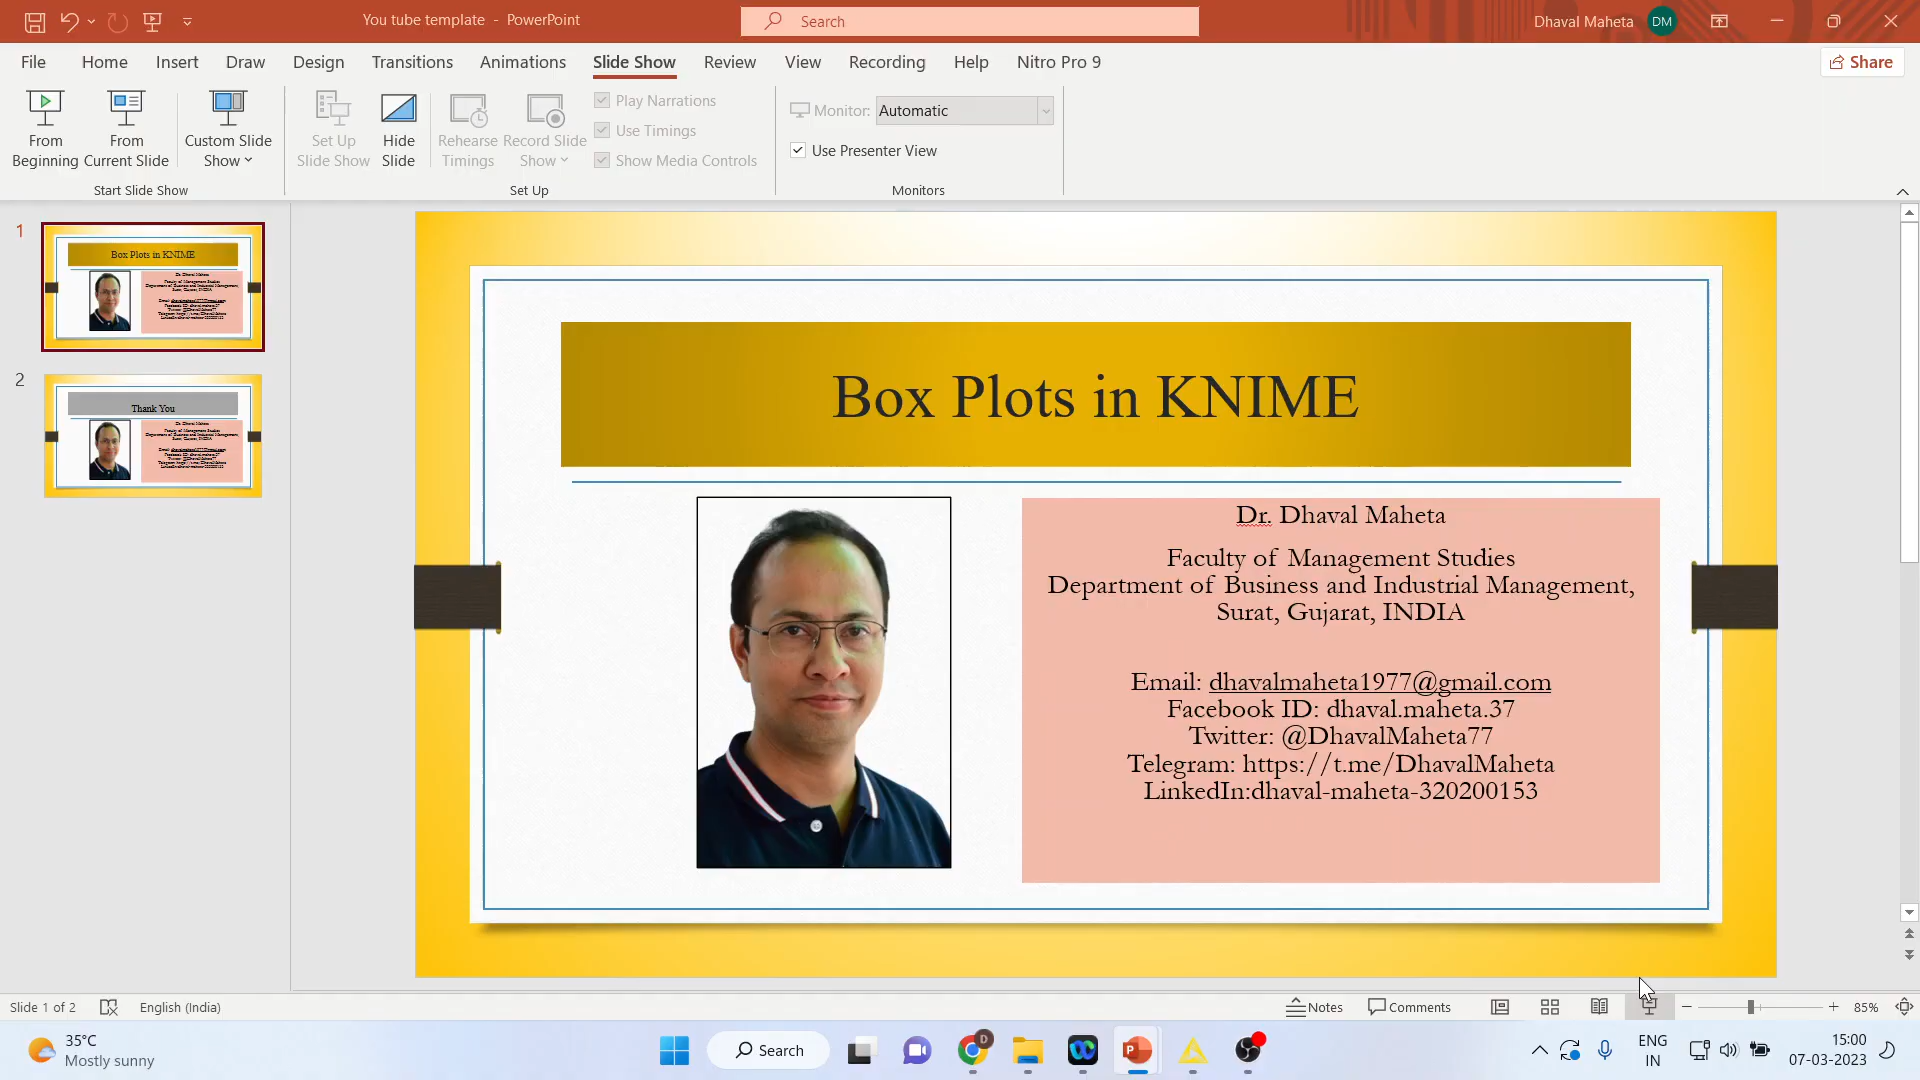 You tube template - PowerPoint
Search
Dhaval Maheta
DM
File
Home
Insert
Draw
Design
Transitions
Animations
Slide Show
Review
View
Recording
Help
Nitro Pro 9
Share
From
Beginning
From
Current Slide
Custom Slide
Show
Start Slide Show
Set Up
Slide Show
Hide
Slide
Rehearse
Timings
Record Slide
Show
Play Narrations
Use Timings
Show Media Controls
Set Up
Monitor: Automatic
Use Presenter View
Monitors
1
Box Plots in KNIME
2
Thank You
Box Plots in KNIME
Dr. Dhaval Maheta
Faculty of Management Studies
Department of Business and Industrial Management,
Surat, Gujarat, INDIA
Email: dhavalmaheta1977@gmail.com
Facebook ID: dhaval.maheta.37
Twitter: @DhavalMaheta77
Telegram: https://t.me/DhavalMaheta
LinkedIn:dhaval-maheta-320200153
Slide 1 of 2
English (India)
Notes
Comments
85%
35°C
Mostly sunny
Search
D
P
ENG
IN
15:00
07-03-2023